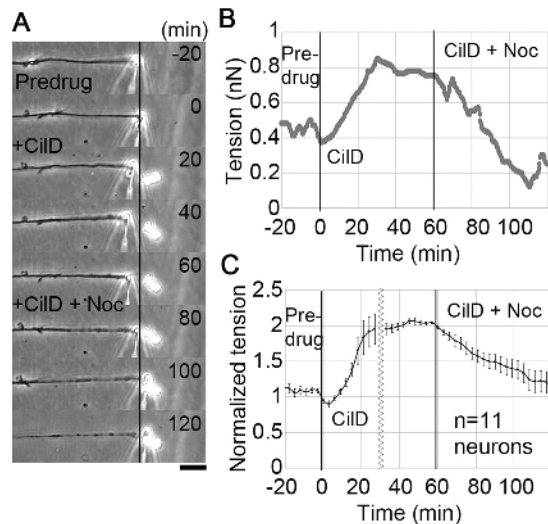 A
(min)
-20
Predrug
0
+CilD
20
40
60
+CilD + Noc
80
100
120
B
Pre-
drug
CilD + Noc
CilD
Tension (nN)
1
0.8
0.6
0.4
0.2
0
-20 0 20 40 60 80 100
Time (min)
C
Pre-
drug
CilD + Noc
CilD
n=11
neurons
Normalized tension
2.5
2
1.5
1
0.5
0
-20 0 20 40 60 80 100
Time (min)